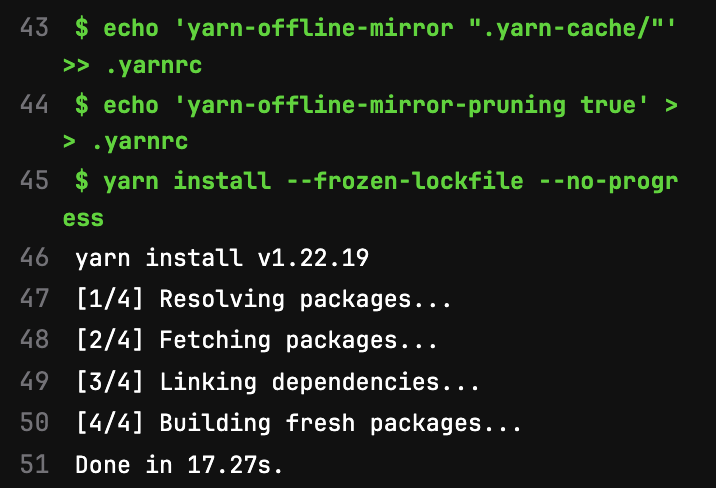 43 $ echo 'yarn-offline-mirror ".yarn-cache/"'
>> .yarnrc
44 $ echo 'yarn-offline-mirror-pruning true' >
> .yarnrc
45 $ yarn install --frozen-lockfile --no-progr
ess
46 yarn install v1.22.19
47 [1/4] Resolving packages...
48 [2/4] Fetching packages...
49 [3/4] Linking dependencies...
50 [4/4] Building fresh packages...
51 Done in 17.27s.